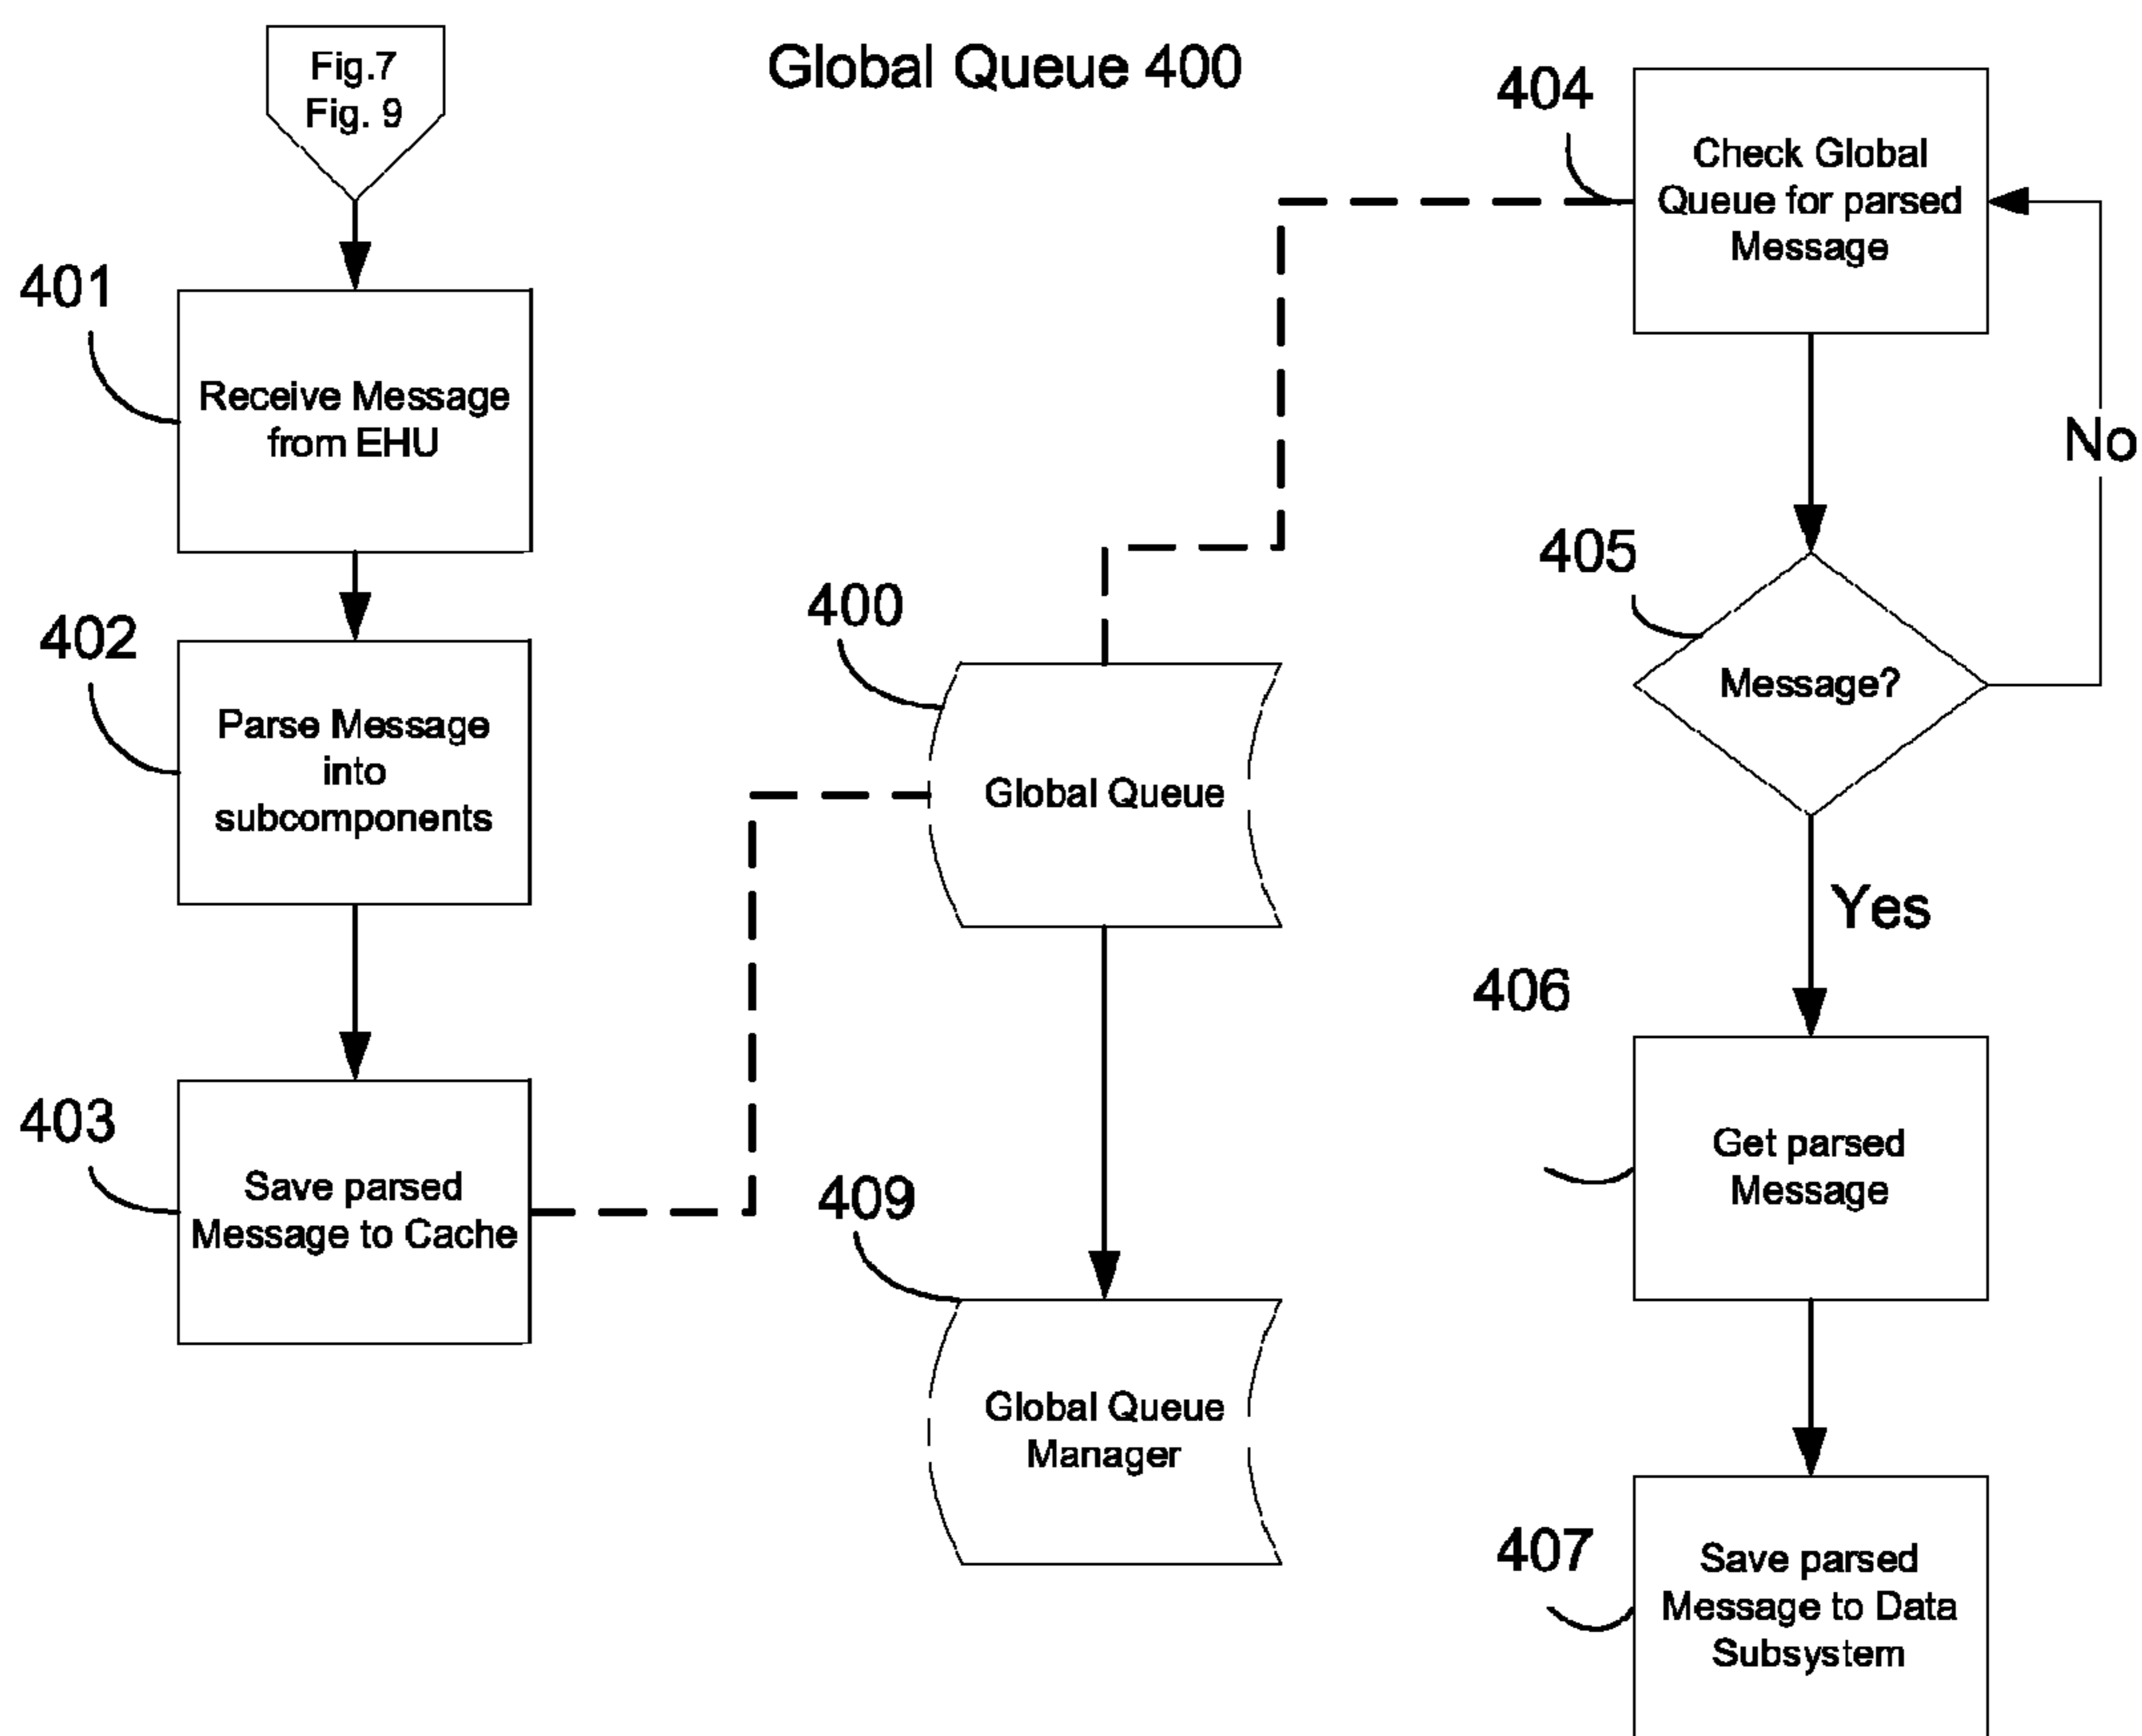 Fig.7
Fig. 9
Global Queue 400
401
Receive Message
from EHU
402
Parse Message
into
subcomponents
403
Save parsed
Message to Cache
400
Global Queue
409
Global Queue
Manager
404
Check Global
Queue for parsed
Message
No
405
Message?
Yes
406
Get parsed
Message
407
Save parsed
Message to Data
Subsystem